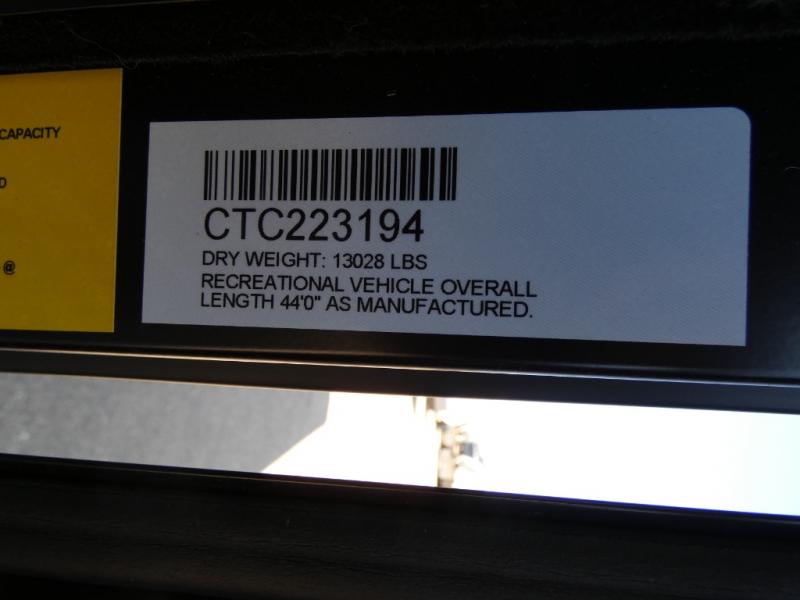 CAPACITY
D
@
CTC223194
DRY WEIGHT: 13028 LBS
RECREATIONAL VEHICLE OVERALL
LENGTH 44'0" AS MANUFACTURED.